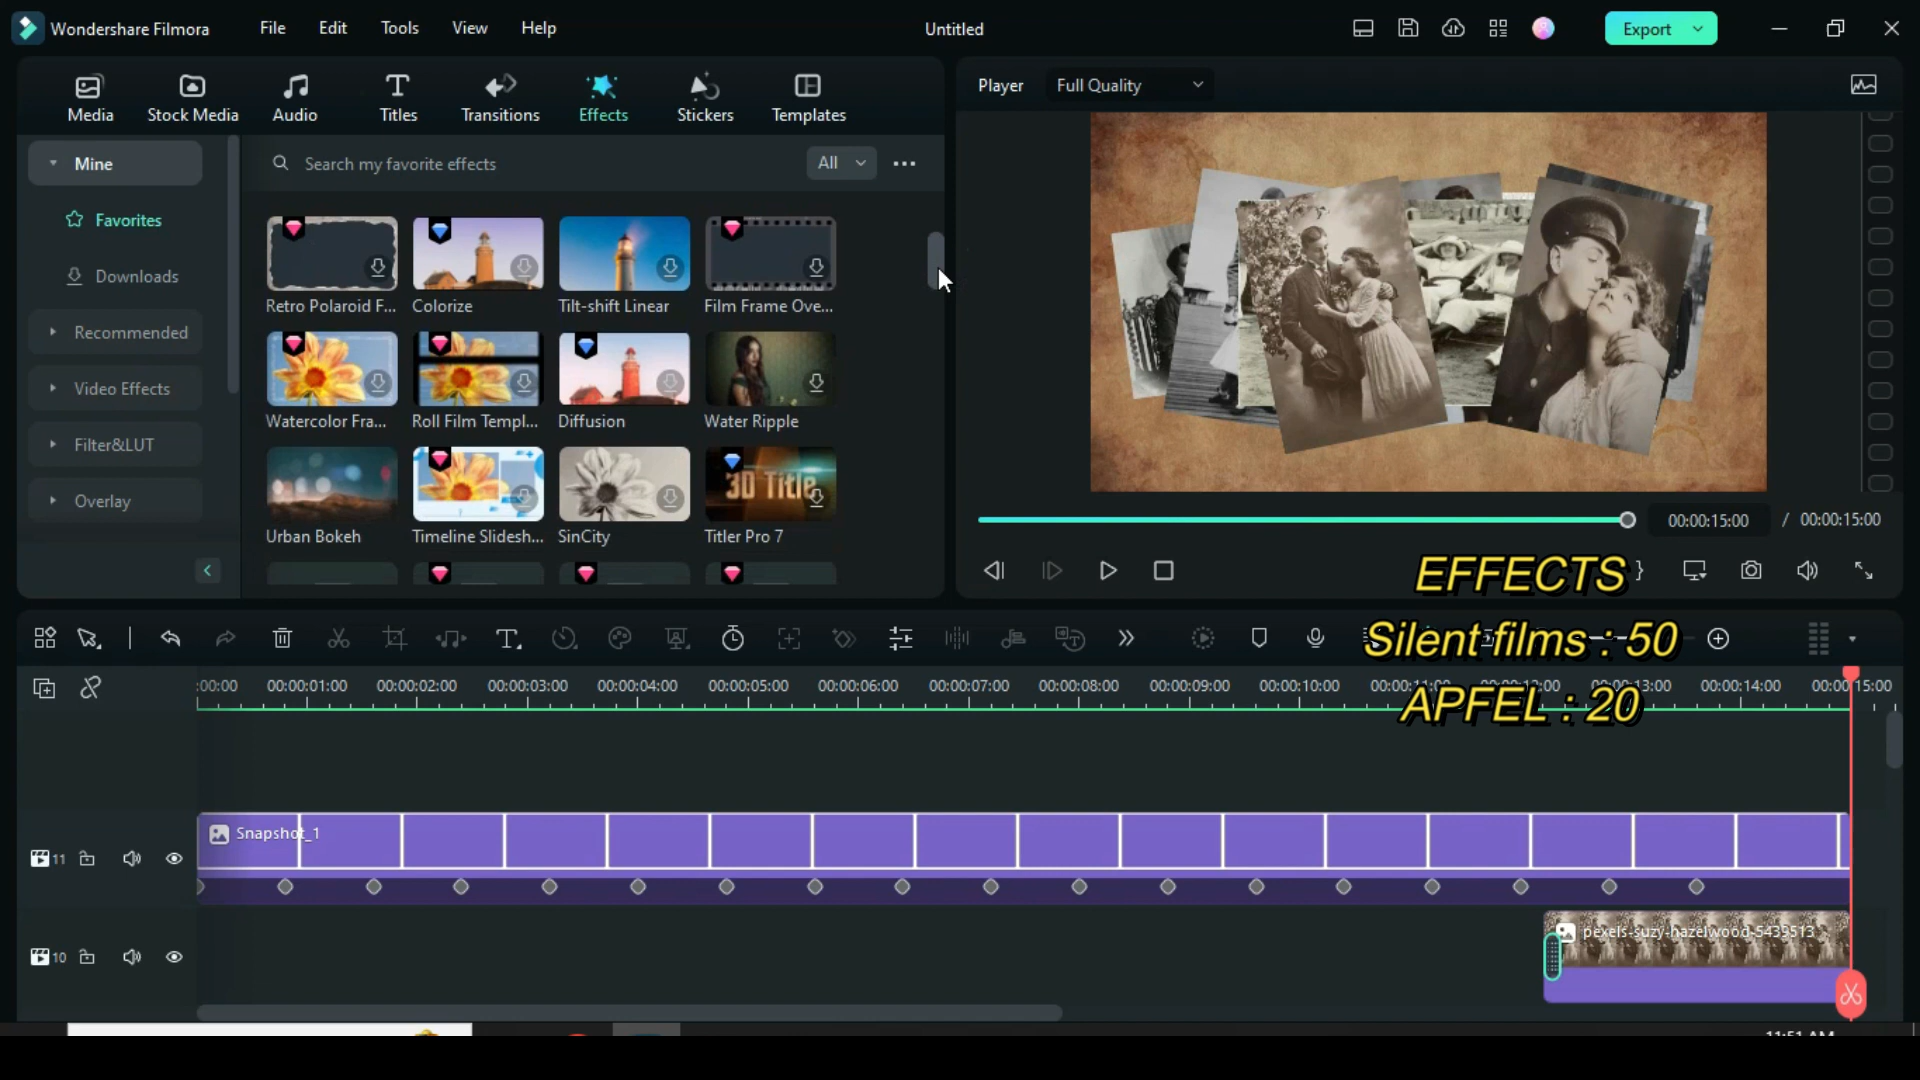 Wondershare Filmora
File Edit Tools View Help
Untitled
Export
Media Stock Media Audio Titles Transitions Effects Stickers Templates
Player Full Quality
Mine
Search my favorite effects
All
Favorites
Downloads
Recommended
Video Effects
Filter&LUT
Overlay
Retro Polaroid F... Colorize Tilt-shift Linear Film Frame Ove...
Watercolor Fra... Roll Film Templ... Diffusion Water Ripple
3D Title
Urban Bokeh Timeline Slidesh... SinCity Titler Pro 7
00:00:15:00 / 00:00:15:00
EFFECTS
Silent films : 50
APFEL : 20
:00:00 00:00:01:00 00:00:02:00 00:00:03:00 00:00:04:00 00:00:05:00 00:00:06:00 00:00:07:00 00:00:08:00 00:00:09:00 00:00:10:00 00:00:11:00 00:00:12:00 00:00:13:00 00:00:14:00 00:00:15:00
Snapshot_1
11
pexels-suzy-hazelwood-5439513
10
11:51 AM